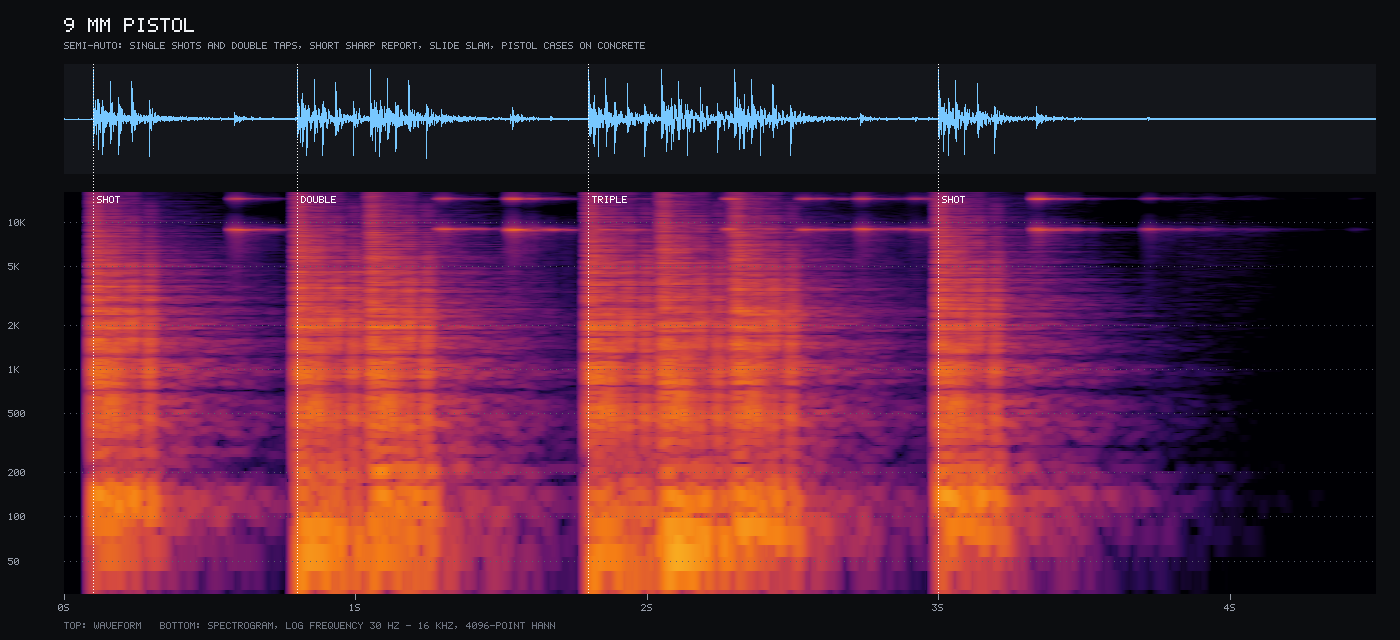 9 MM PISTOL
SEMI-AUTO: SINGLE SHOTS AND DOUBLE TAPS, SHORT SHARP REPORT, SLIDE SLAM, PISTOL CASES ON CONCRETE
SHOT DOUBLE TRIPLE SHOT
10K
5K
2K
1K
500
200
100
50
0S 1S 2S 3S 4S
TOP: WAVEFORM BOTTOM: SPECTROGRAM, LOG FREQUENCY 30 HZ - 16 KHZ, 4096-POINT HANN